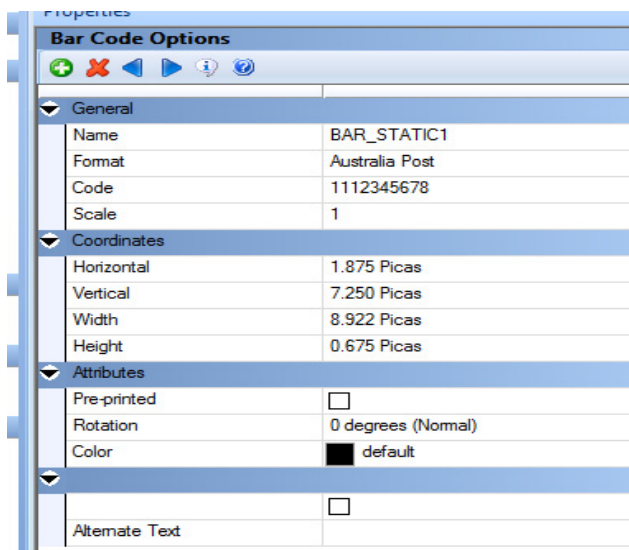 Properties
Bar Code Options
General
Name BAR_STATIC1
Format Australia Post
Code 1112345678
Scale 1
Coordinates
Horizontal 1.875 Picas
Vertical 7.250 Picas
Width 8.922 Picas
Height 0.675 Picas
Attributes
Pre-printed
Rotation 0 degrees (Normal)
Color default
Alternate Text